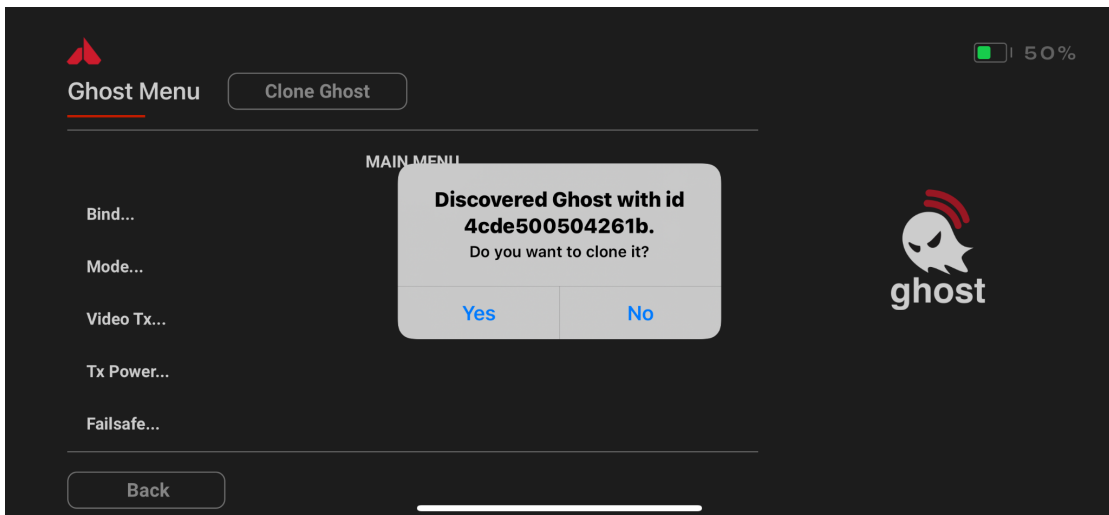 50%
Ghost Menu
Clone Ghost
MAIN MENU
Discovered Ghost with id
4cde500504261b.
Do you want to clone it?
Yes
No
Bind...
Mode...
Video Tx...
Tx Power...
Failsafe...
ghost
Back